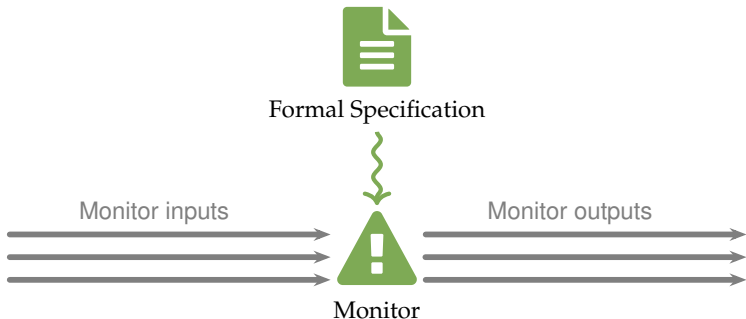 Formal Specification
Monitor inputs
Monitor outputs
Monitor